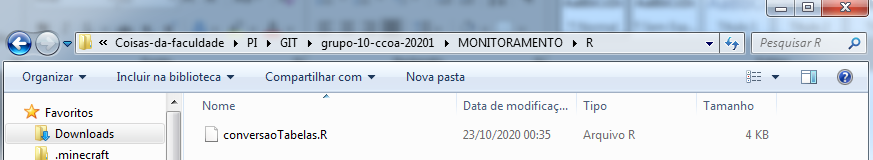 « Coisas-da-faculdade ▸ PI ▸ GIT ▸ grupo-10-ccoa-20201 ▸ MONITORAMENTO ▸ R
Pesquisar R
Organizar Incluir na biblioteca Compartilhar com Nova pasta
Favoritos
Downloads
.minecraft
Nome Data de modificaç... Tipo Tamanho
conversaoTabelas.R 23/10/2020 00:35 Arquivo R 4 KB